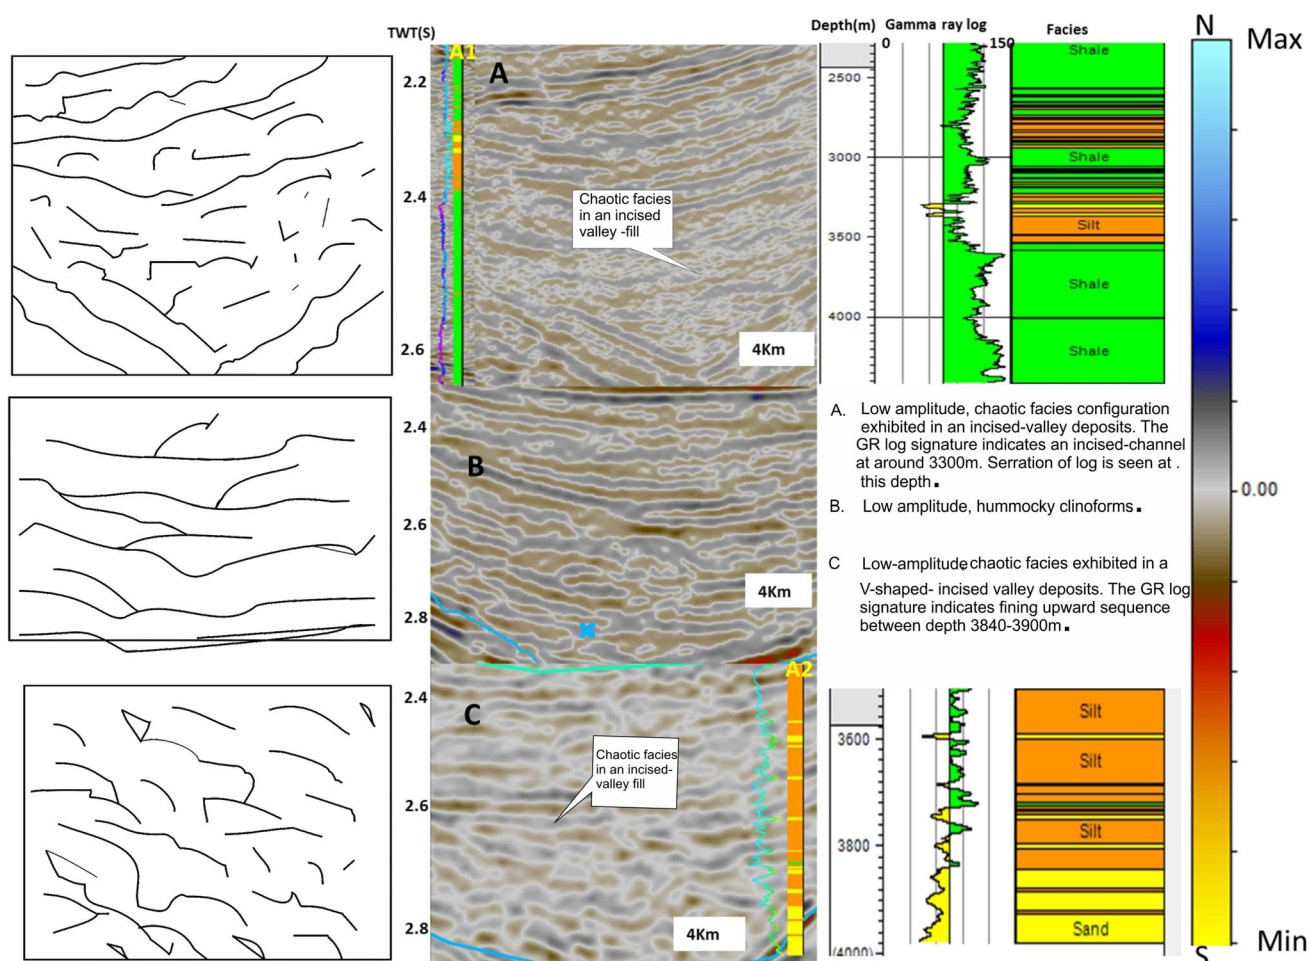 TWT(S)
Depth(m) Gamma ray log Facies
N
Max
0 150
A1
A
2.2
2.4
2.6
Chaotic facies
in an incised
valley -fill
4Km
2500
3000
3500
4000
Shale
Shale
Silt
Shale
Shale
0.00
2.4
2.6
2.8
B
4Km
A. Low amplitude, chaotic facies configuration
exhibited in an incised-valley deposits. The
GR log signature indicates an incised-channel
at around 3300m. Serration of log is seen at .
this depth.
B. Low amplitude, hummocky clinoforms.
C Low-amplitude, chaotic facies exhibited in a
V-shaped- incised valley deposits. The GR log
signature indicates fining upward sequence
between depth 3840-3900m.
A2
C
2.4
2.6
2.8
Chaotic facies
in an incised-
valley fill
4Km
3600
3800
(4000)
Silt
Silt
Silt
Sand
Min
S